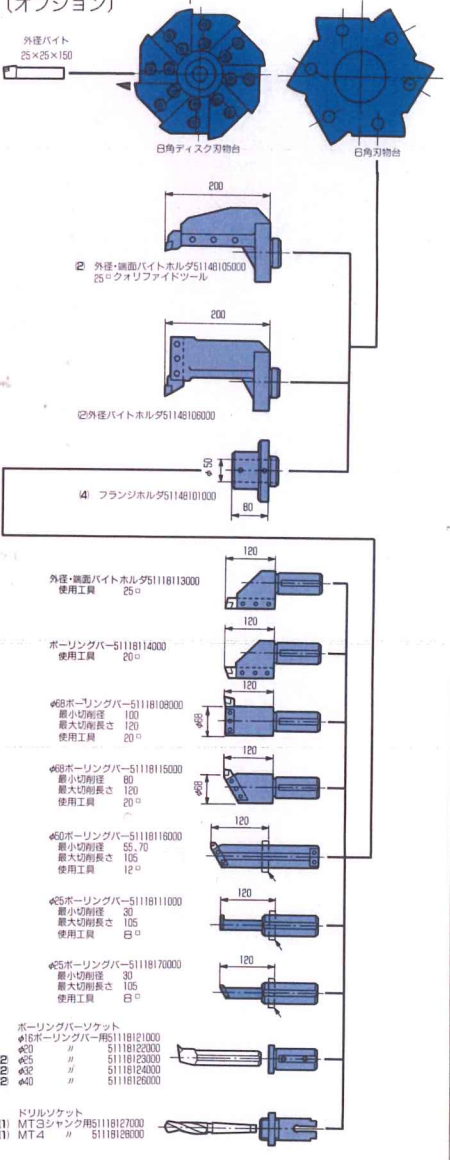 〔オプション〕
外径バイト
25×25×150
8角ディスク刃物台
6角刃物台
200
(2) 外径・端面バイトホルダ51148105000
25□クォリファイドツール
200
(2)外径バイトホルダ51148106000
φ50
80
(4) フランジホルダ51148101000
120
外径・端面バイトホルダ51118113000
使用工具 25□
120
ボーリングバー51118114000
使用工具 20□
120
φ68ボーリングバー51118108000
最小切削径 100
最大切削長さ 120
使用工具 20□
φ68
120
φ68ボーリングバー51118115000
最小切削径 80
最大切削長さ 120
使用工具 20□
φ68
120
φ50ボーリングバー51118116000
最小切削径 55,70
最大切削長さ 105
使用工具 12□
120
φ25ボーリングバー51118111000
最小切削径 30
最大切削長さ 105
使用工具 8□
120
φ25ボーリングバー51118170000
最小切削径 30
最大切削長さ 105
使用工具 8□
ボーリングバーソケット
φ16ボーリングバー用51118121000
φ20 〃 51118122000
2) φ25 〃 51118123000
2) φ32 〃 51118124000
2) φ40 〃 51118126000
ドリルソケット
1) MT3シャンク用51118127000
1) MT4 〃 51118128000